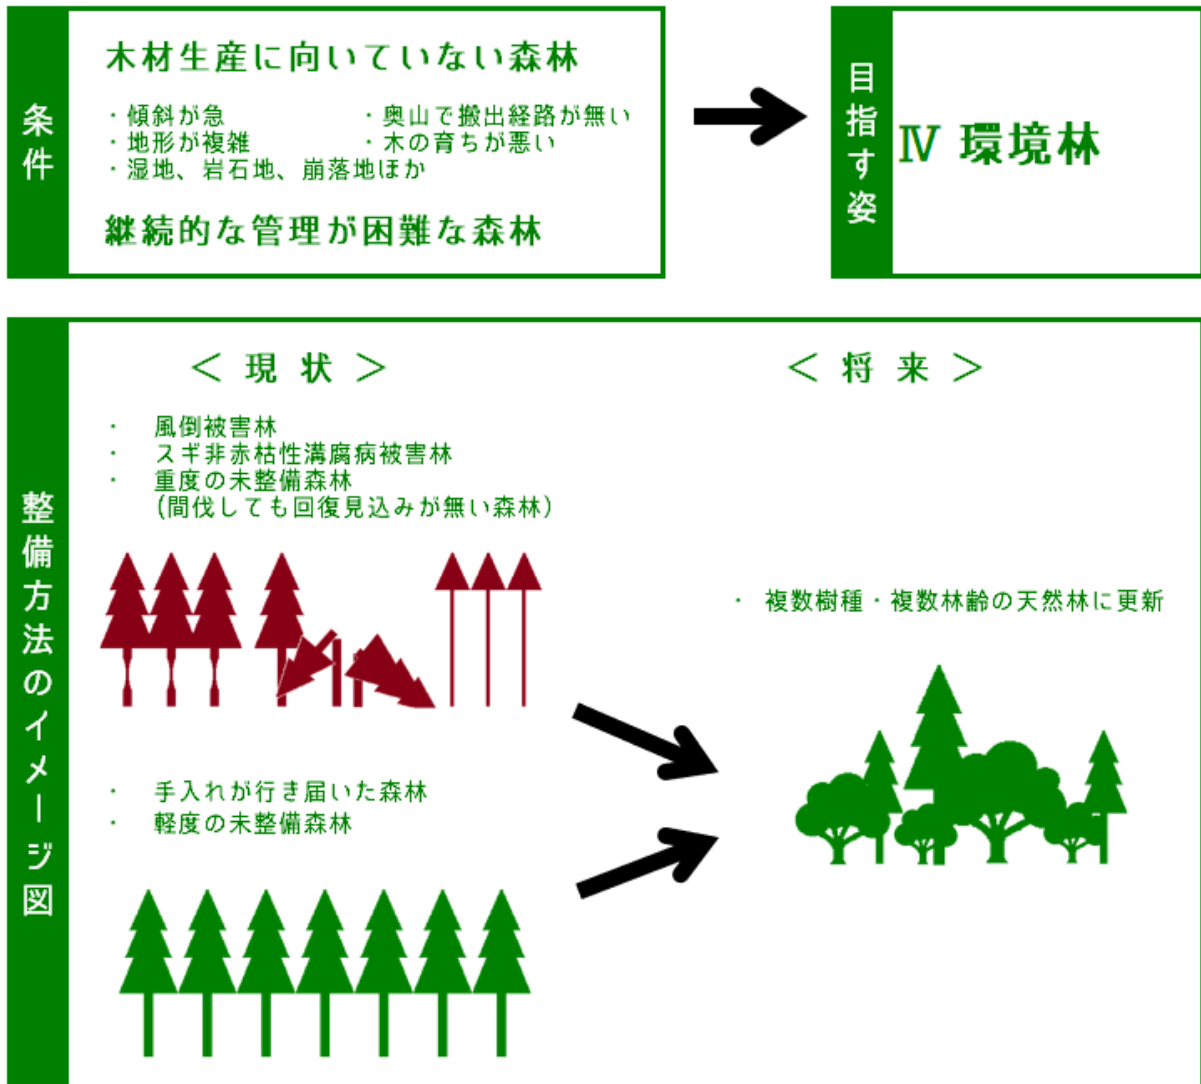 条件
木材生産に向いていない森林
・傾斜が急 ・奥山で搬出経路が無い
・地形が複雑 ・木の育ちが悪い
・湿地、岩石地、崩落地ほか
継続的な管理が困難な森林
目指す姿
Ⅳ 環境林
整備方法のイメージ図
＜ 現 状 ＞
・ 風倒被害林
・ スギ非赤枯性溝腐病被害林
・ 重度の未整備森林
(間伐しても回復見込みが無い森林)
・ 手入れが行き届いた森林
・ 軽度の未整備森林
＜ 将 来 ＞
・ 複数樹種・複数林齢の天然林に更新